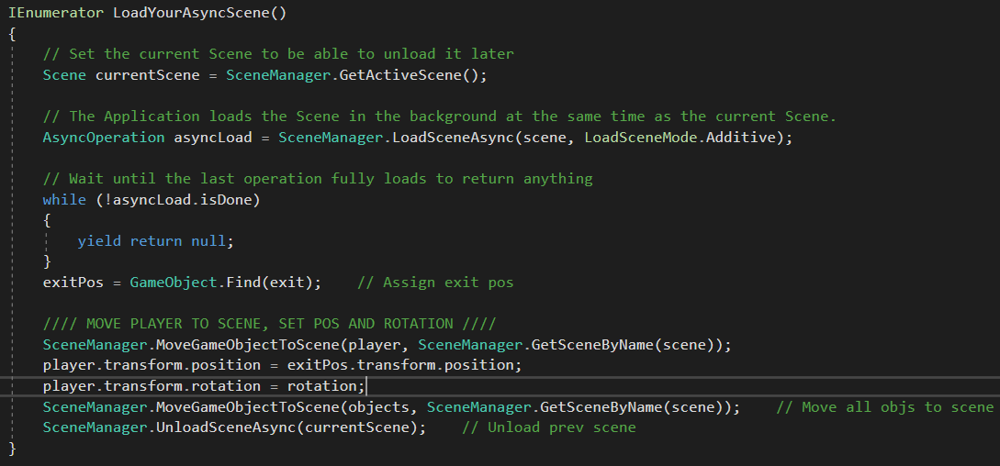 IEnumerator LoadYourAsyncScene()
{
// Set the current Scene to be able to unload it later
Scene currentScene = SceneManager.GetActiveScene();
// The Application loads the Scene in the background at the same time as the current Scene.
AsyncOperation asyncLoad = SceneManager.LoadSceneAsync(scene, LoadSceneMode.Additive);
// Wait until the last operation fully loads to return anything
while (!asyncLoad.isDone)
{
yield return null;
}
exitPos = GameObject.Find(exit); // Assign exit pos
//// MOVE PLAYER TO SCENE, SET POS AND ROTATION ////
SceneManager.MoveGameObjectToScene(player, SceneManager.GetSceneByName(scene));
player.transform.position = exitPos.transform.position;
player.transform.rotation = rotation;
SceneManager.MoveGameObjectToScene(objects, SceneManager.GetSceneByName(scene)); // Move all objs to scene
SceneManager.UnloadSceneAsync(currentScene); // Unload prev scene
}